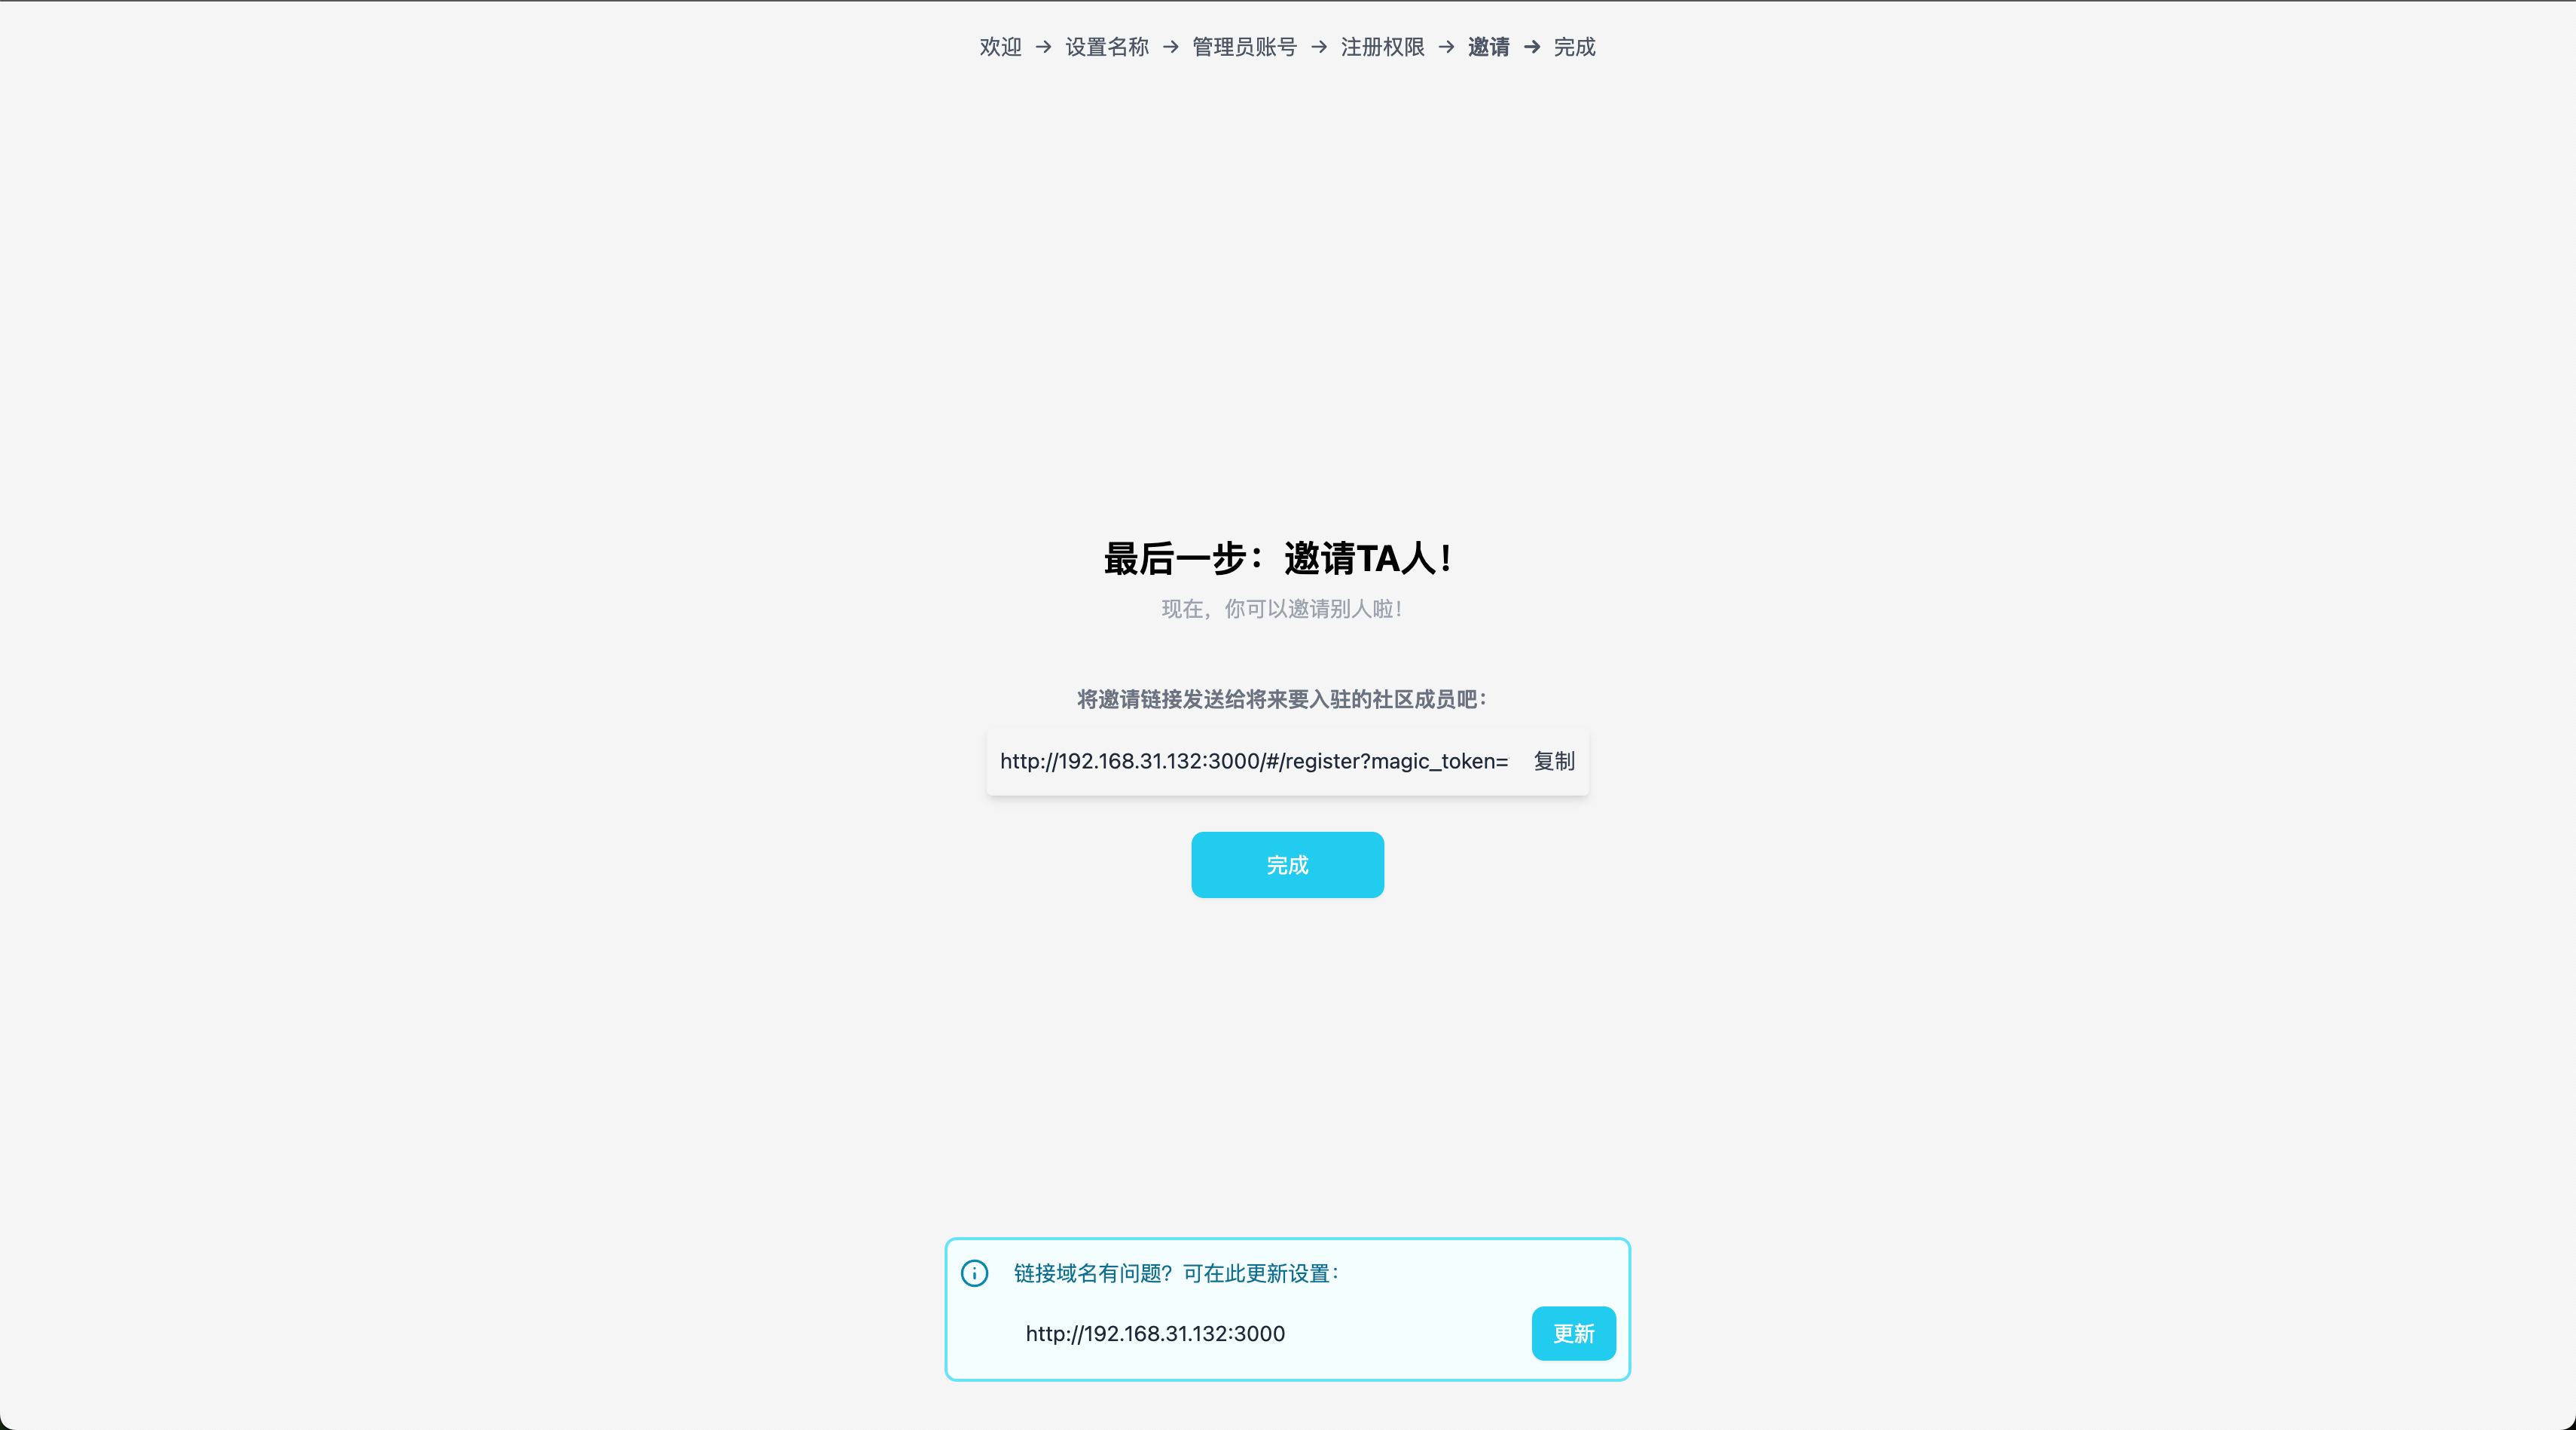 欢迎 → 设置名称 → 管理员账号 → 注册权限 → 邀请 → 完成
最后一步：邀请TA人！
现在，你可以邀请别人啦！
将邀请链接发送给将来要入驻的社区成员吧：
http://192.168.31.132:3000/#/register?magic_token= 复制
完成
链接域名有问题？可在此更新设置：
http://192.168.31.132:3000 更新